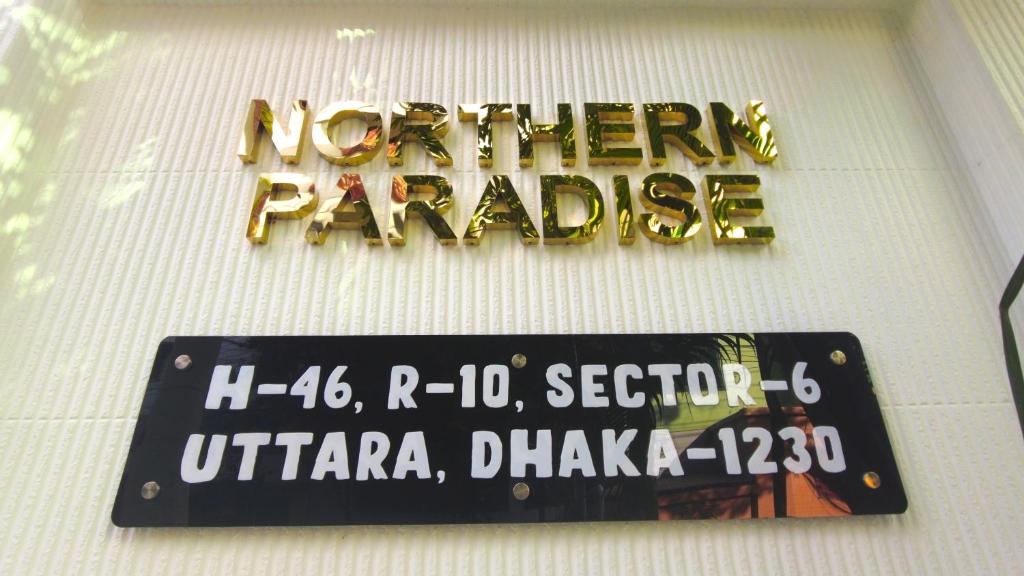 NORTHERN
PARADISE
H-46, R-10, SECTOR-6
UTTARA, DHAKA-1230